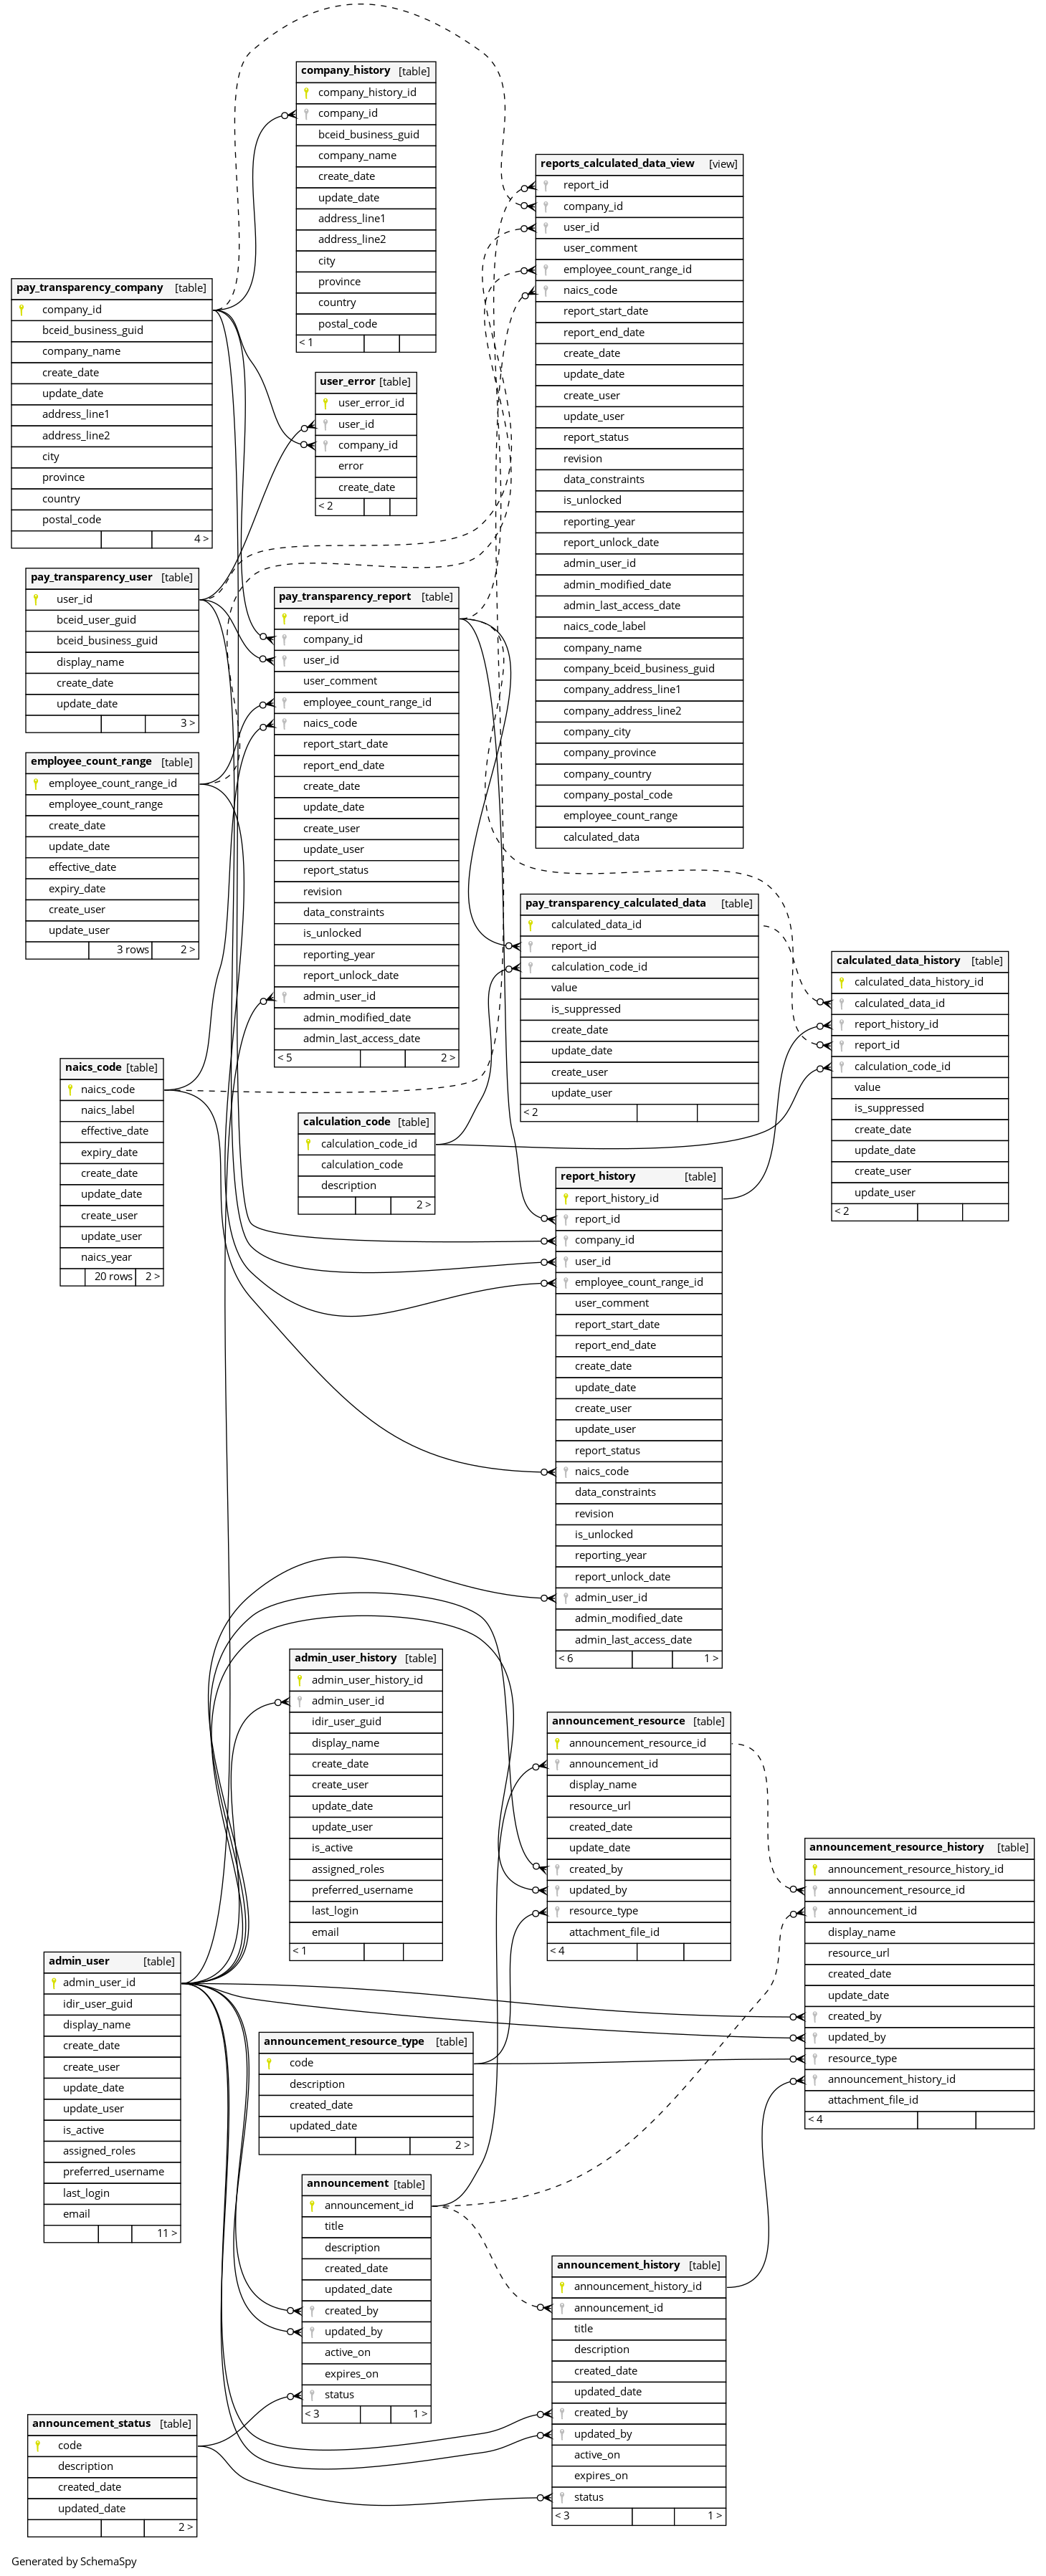 company_history [table]
company_history_id
company_id
bceid_business_guid
company_name
create_date
update_date
address_line1
address_line2
city
province
country
postal_code
< 1
reports_calculated_data_view [view]
report_id
company_id
user_id
user_comment
employee_count_range_id
naics_code
report_start_date
report_end_date
create_date
update_date
create_user
update_user
report_status
revision
data_constraints
is_unlocked
reporting_year
report_unlock_date
admin_user_id
admin_modified_date
admin_last_access_date
naics_code_label
company_name
company_bceid_business_guid
company_address_line1
company_address_line2
company_city
company_province
company_country
company_postal_code
employee_count_range
calculated_data
pay_transparency_company [table]
company_id
bceid_business_guid
company_name
create_date
update_date
address_line1
address_line2
city
province
country
postal_code
4 >
user_error [table]
user_error_id
user_id
company_id
error
create_date
< 2
pay_transparency_user [table]
user_id
bceid_user_guid
bceid_business_guid
display_name
create_date
update_date
3 >
pay_transparency_report [table]
report_id
company_id
user_id
user_comment
employee_count_range_id
naics_code
report_start_date
report_end_date
create_date
update_date
create_user
update_user
report_status
revision
data_constraints
is_unlocked
reporting_year
report_unlock_date
admin_user_id
admin_modified_date
admin_last_access_date
< 5 2 >
employee_count_range [table]
employee_count_range_id
employee_count_range
create_date
update_date
effective_date
expiry_date
create_user
update_user
3 rows 2 >
pay_transparency_calculated_data [table]
calculated_data_id
report_id
calculation_code_id
value
is_suppressed
create_date
update_date
create_user
update_user
< 2
calculated_data_history [table]
calculated_data_history_id
calculated_data_id
report_history_id
report_id
calculation_code_id
value
is_suppressed
create_date
update_date
create_user
update_user
< 2
naics_code [table]
naics_code
naics_label
effective_date
expiry_date
create_date
update_date
create_user
update_user
naics_year
20 rows 2 >
calculation_code [table]
calculation_code_id
calculation_code
description
2 >
report_history [table]
report_history_id
report_id
company_id
user_id
employee_count_range_id
user_comment
report_start_date
report_end_date
create_date
update_date
create_user
update_user
report_status
naics_code
data_constraints
revision
is_unlocked
reporting_year
report_unlock_date
admin_user_id
admin_modified_date
admin_last_access_date
< 6 1 >
admin_user_history [table]
admin_user_history_id
admin_user_id
idir_user_guid
display_name
create_date
create_user
update_date
update_user
is_active
assigned_roles
preferred_username
last_login
email
< 1
announcement_resource [table]
announcement_resource_id
announcement_id
display_name
resource_url
created_date
update_date
created_by
updated_by
resource_type
attachment_file_id
< 4
announcement_resource_history [table]
announcement_resource_history_id
announcement_resource_id
announcement_id
display_name
resource_url
created_date
update_date
created_by
updated_by
resource_type
announcement_history_id
attachment_file_id
< 4
admin_user [table]
admin_user_id
idir_user_guid
display_name
create_date
create_user
update_date
update_user
is_active
assigned_roles
preferred_username
last_login
email
11 >
announcement_resource_type [table]
code
description
created_date
updated_date
2 >
announcement [table]
announcement_id
title
description
created_date
updated_date
created_by
updated_by
active_on
expires_on
status
< 3 1 >
announcement_history [table]
announcement_history_id
announcement_id
title
description
created_date
updated_date
created_by
updated_by
active_on
expires_on
status
< 3 1 >
announcement_status [table]
code
description
created_date
updated_date
2 >
Generated by SchemaSpy